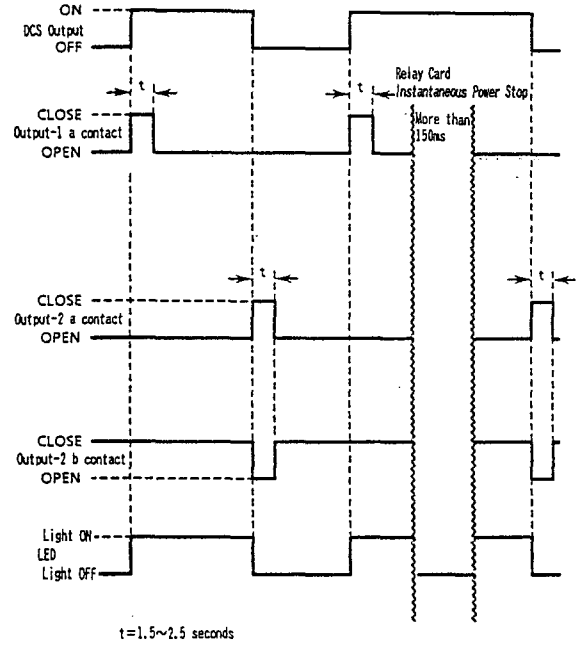 ON
DCS Output
OFF
t
t
Relay Card
Instantaneous Power Stop
CLOSE
Output-1 a contact
OPEN
More than
150ms
t
t
CLOSE
Output-2 a contact
OPEN
CLOSE
Output-2 b contact
OPEN
Light ON
LED
Light OFF
t=1.5~2.5 seconds